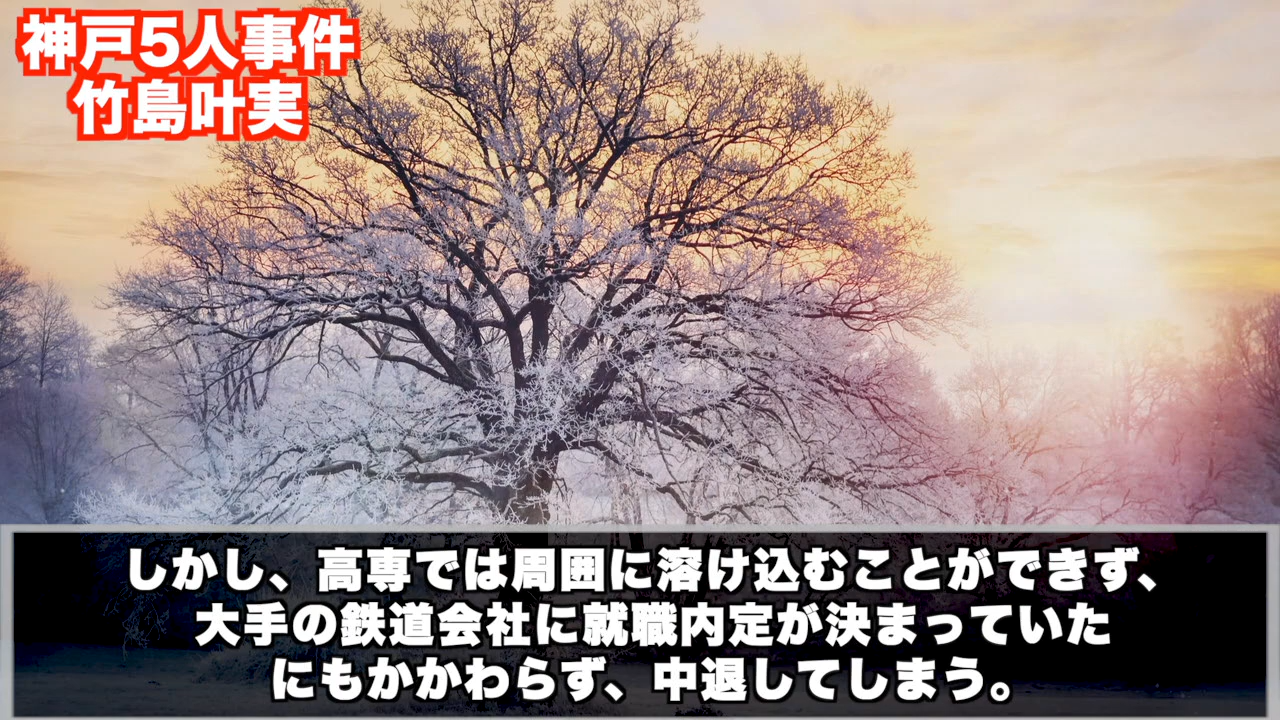 神戸5人事件
竹島叶実
しかし、高専では周囲に溶け込むことができず、
大手の鉄道会社に就職内定が決まっていた
にもかかわらず、中退してしまう。